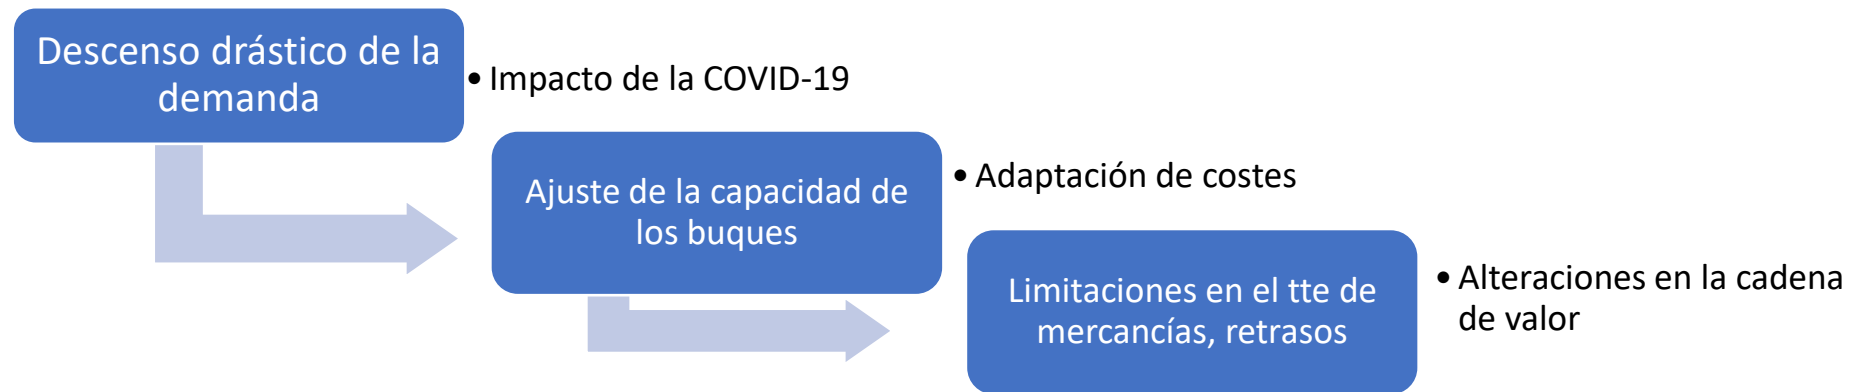 Descenso drástico de la
demanda
• Impacto de la COVID-19
Ajuste de la capacidad de
los buques
• Adaptación de costes
Limitaciones en el tte de
mercancías, retrasos
• Alteraciones en la cadena
de valor